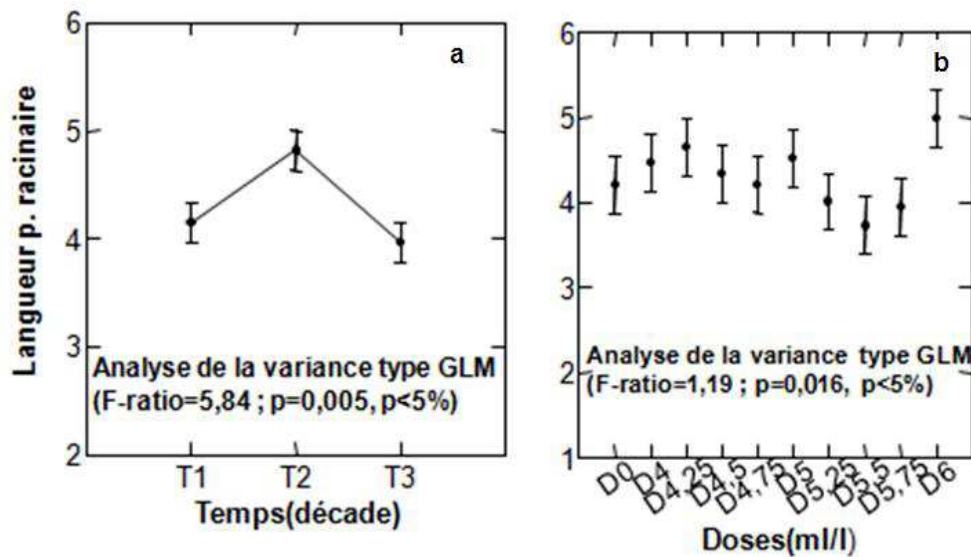 a
Langueur p. racinaire
6
5
4
3
2
Analyse de la variance type GLM
(F-ratio=5,84 ; p=0,005, p<5%)
T1 T2 T3
Temps(décade)
b
6
5
4
3
2
1
Analyse de la variance type GLM
(F-ratio=1,19 ; p=0,016, p<5%)
D0 D4 D4,25 D4,5 D4,75 D5 D5,25 D5,5 D5,75 D6
Doses(ml/l)